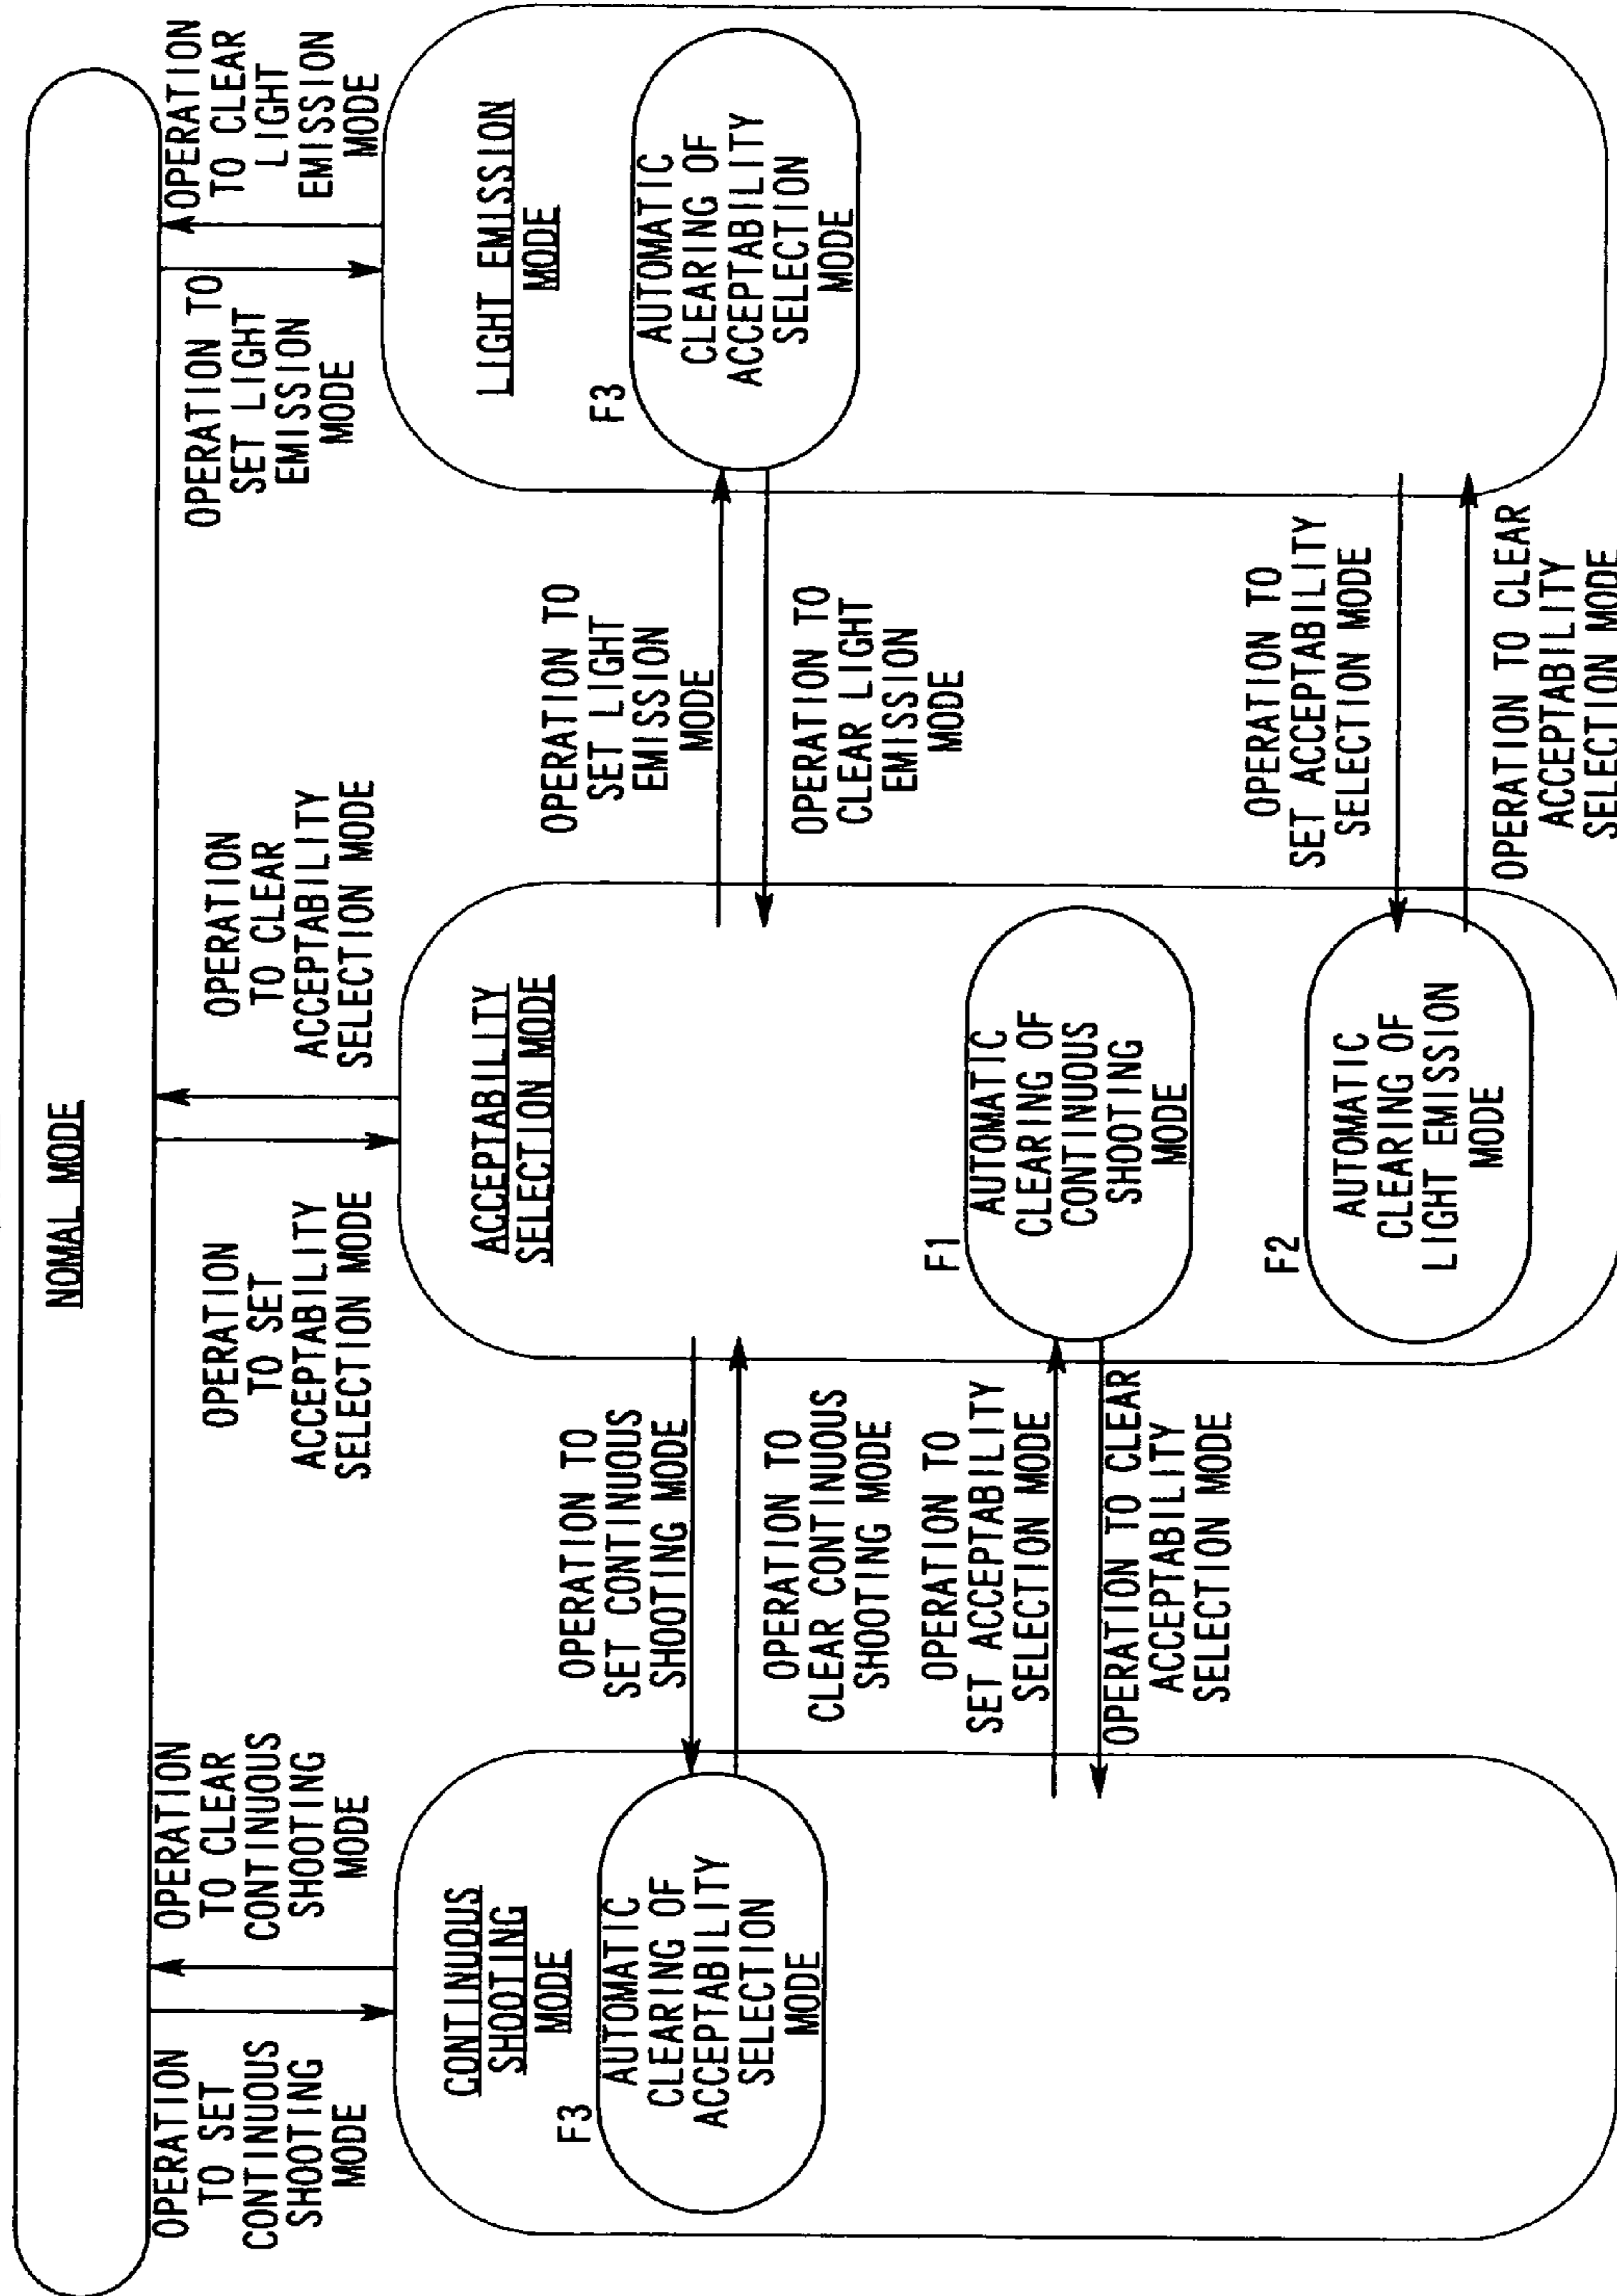 NOMAL MODE
OPERATION
TO SET
CONTINUOUS
SHOOTING
MODE
OPERATION
TO CLEAR
CONTINUOUS
SHOOTING
MODE
OPERATION
TO SET
ACCEPTABILITY
SELECTION MODE
OPERATION
TO CLEAR
ACCEPTABILITY
SELECTION MODE
OPERATION TO
SET LIGHT
EMISSION
MODE
OPERATION
TO CLEAR
LIGHT
EMISSION
MODE
CONTINUOUS
SHOOTING
MODE
F3
AUTOMATIC
CLEARING OF
ACCEPTABILITY
SELECTION
MODE
OPERATION TO
SET CONTINUOUS
SHOOTING MODE
OPERATION TO
CLEAR CONTINUOUS
SHOOTING MODE
OPERATION TO
SET ACCEPTABILITY
SELECTION MODE
OPERATION TO CLEAR
ACCEPTABILITY
SELECTION MODE
ACCEPTABILITY
SELECTION MODE
F1
AUTOMATIC
CLEARING OF
CONTINUOUS
SHOOTING
MODE
F2
AUTOMATIC
CLEARING OF
LIGHT EMISSION
MODE
OPERATION TO
SET LIGHT
EMISSION
MODE
OPERATION TO
CLEAR LIGHT
EMISSION
MODE
OPERATION TO
SET ACCEPTABILITY
SELECTION MODE
OPERATION TO CLEAR
ACCEPTABILITY
SELECTION MODE
LIGHT EMISSION
MODE
F3
AUTOMATIC
CLEARING OF
ACCEPTABILITY
SELECTION
MODE